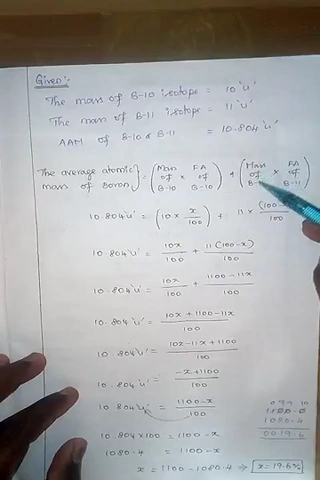 Given:-
The mass of B-10 isotope = 10 'u'
The mass of B-11 isotope = 11 'u'
AAM of B-10 & B-11 = 10.804 'u'
The average atomic mass of Boron } = (Mass of B-10 × FA of B-10) + (Mass of B-11 × FA of B-11)
10.804 'u' = (10 × x/100) + 11 × (100-x)/100
10.804 'u' = 10x/100 + 11(100-x)/100
10.804 'u' = 10x/100 + 1100-11x/100
10.804 'u' = 10x+1100-11x/100
10.804 'u' = 10x-11x+1100/100
10.804 'u' = -x+1100/100
10.804 'u' = 1100-x/100
10.804×100 = 1100-x
1080.4 = 1100-x
x = 1100-1080.4 ⇒ x = 19.6%
0 9 9 10
1100.0
1080.4
0019.6